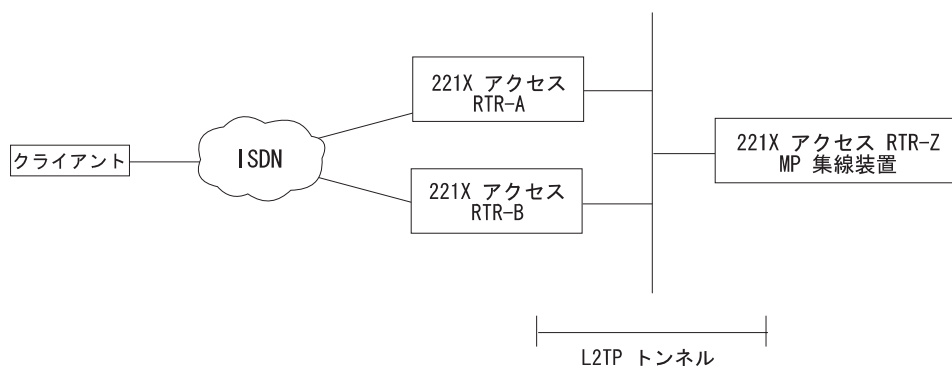 クライアント
ISDN
221X アクセス
RTR-A
221X アクセス
RTR-B
221X アクセス RTR-Z
MP 集線装置
L2TP トンネル